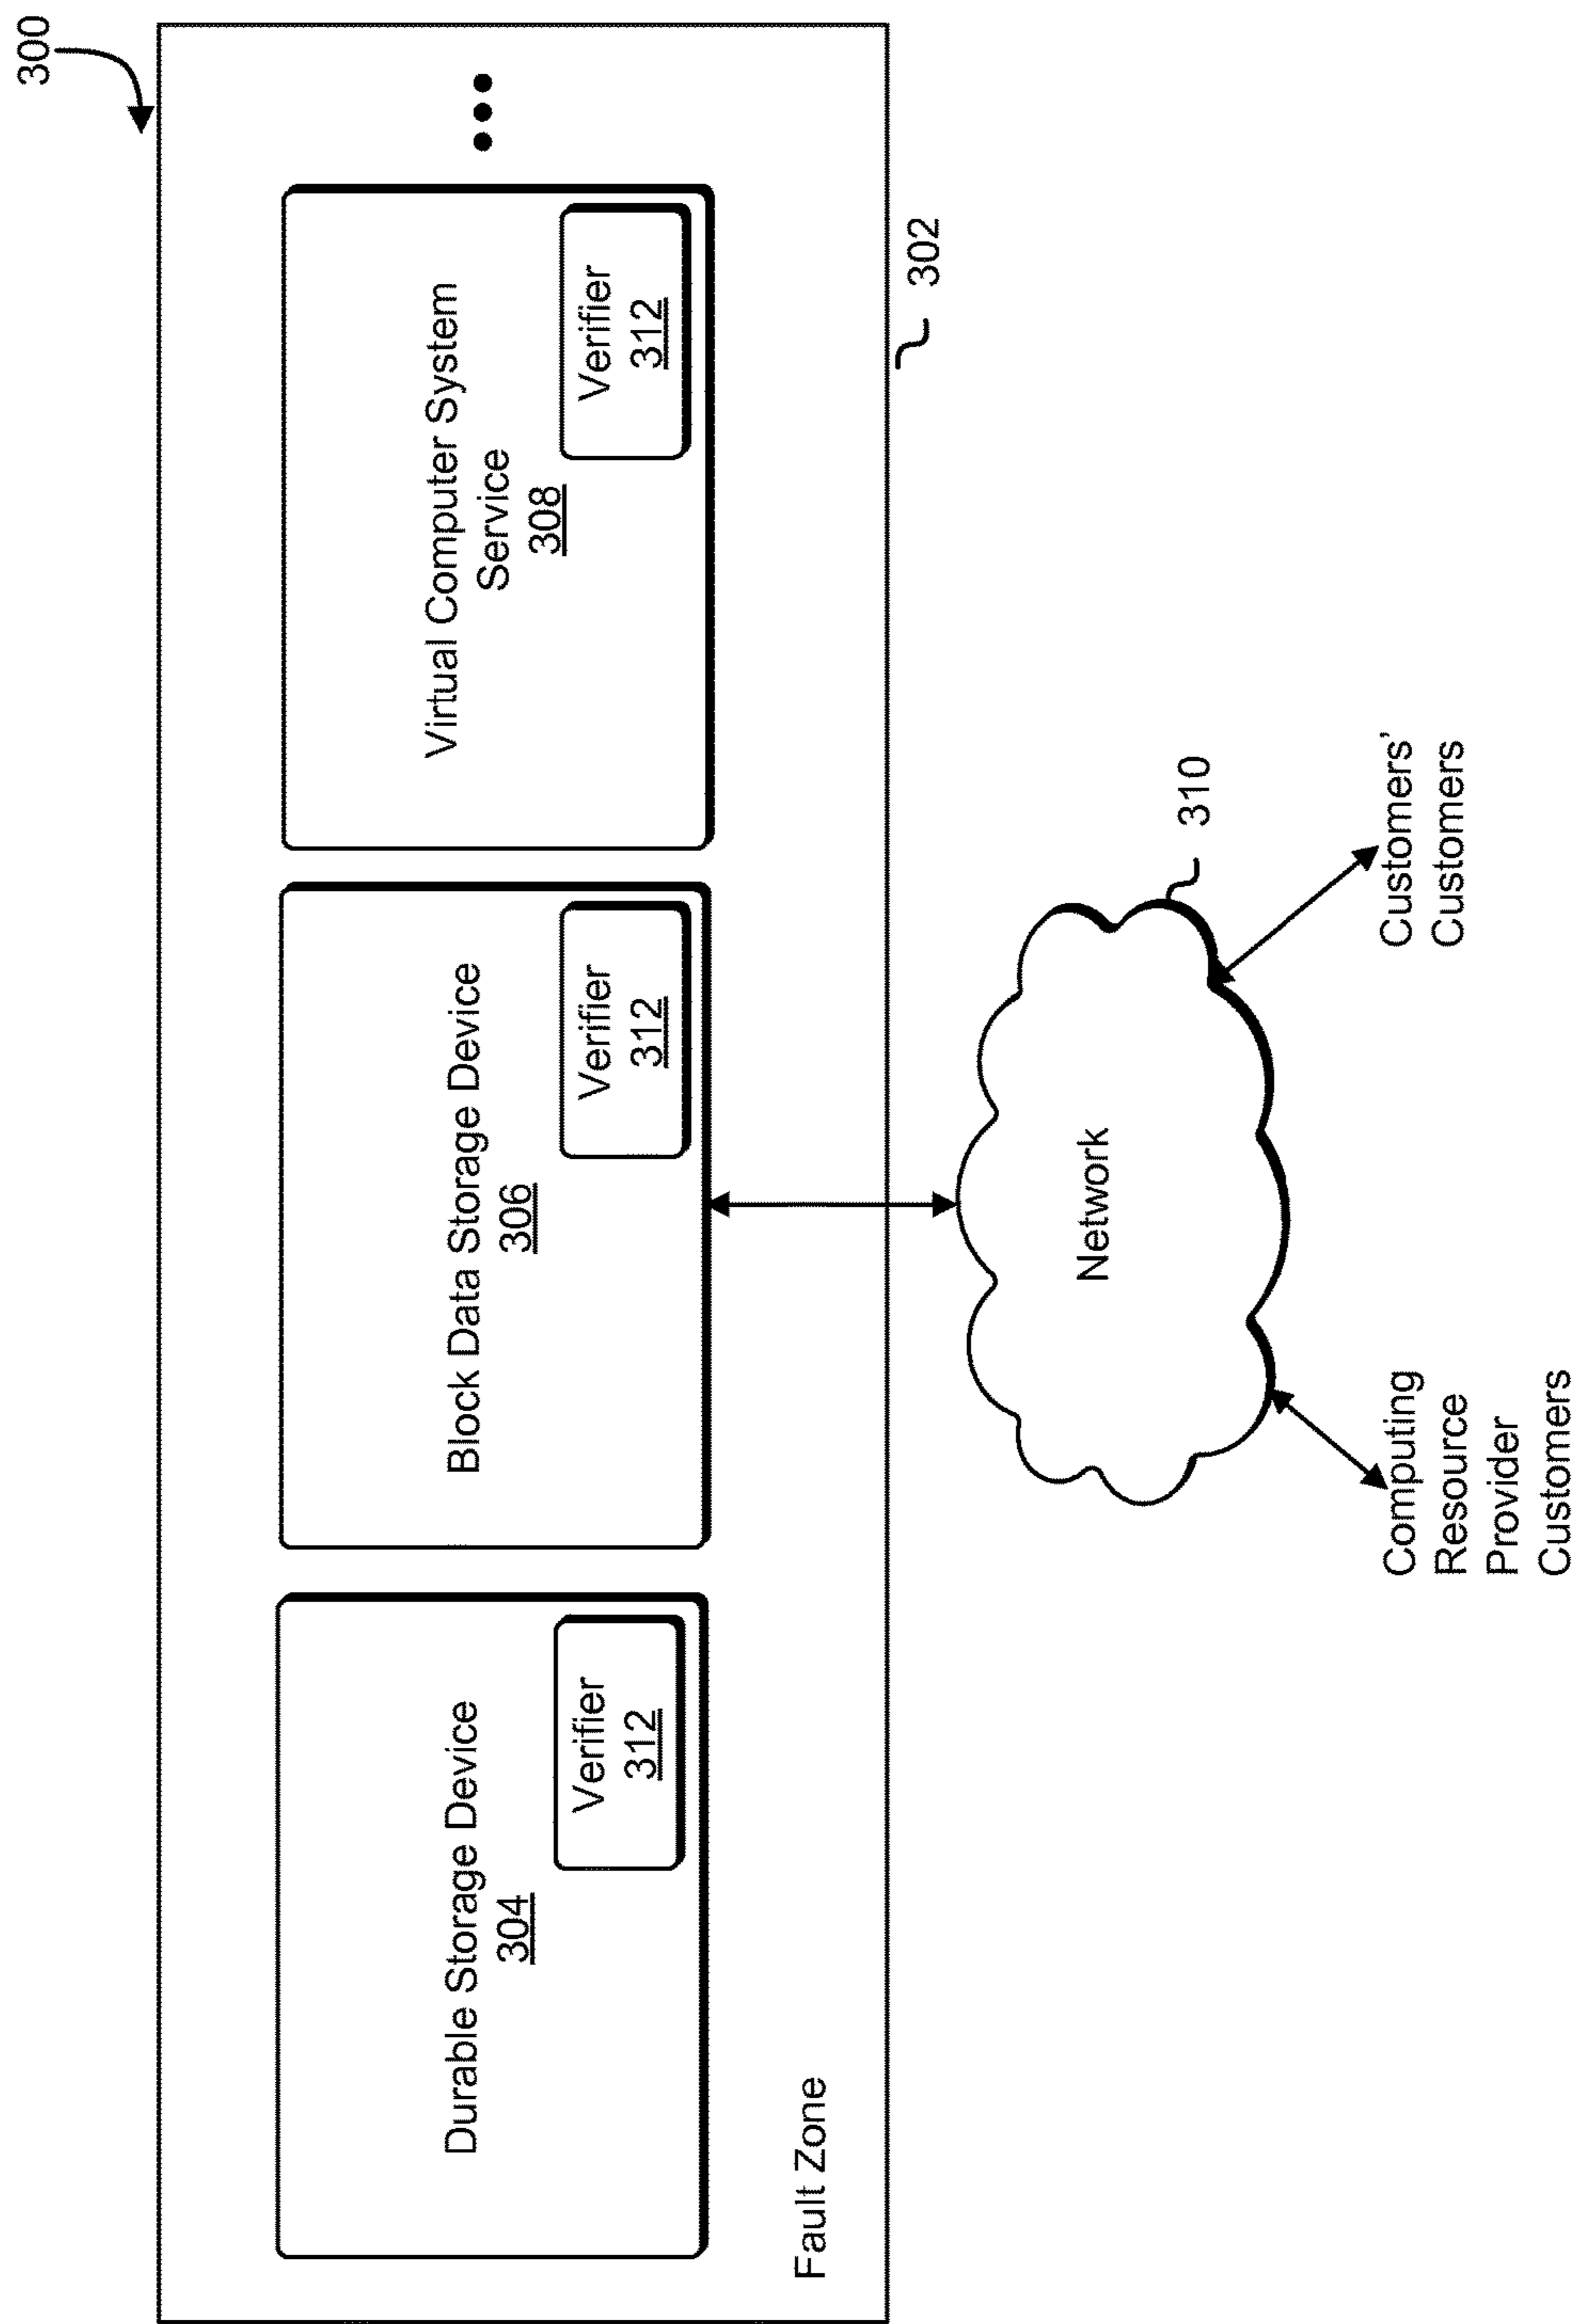 300
Durable Storage Device
304
Verifier
312
Block Data Storage Device
306
Verifier
312
Virtual Computer System
Service
308
Verifier
312
Fault Zone
302
Network
310
Computing
Resource
Provider
Customers
Customers’
Customers